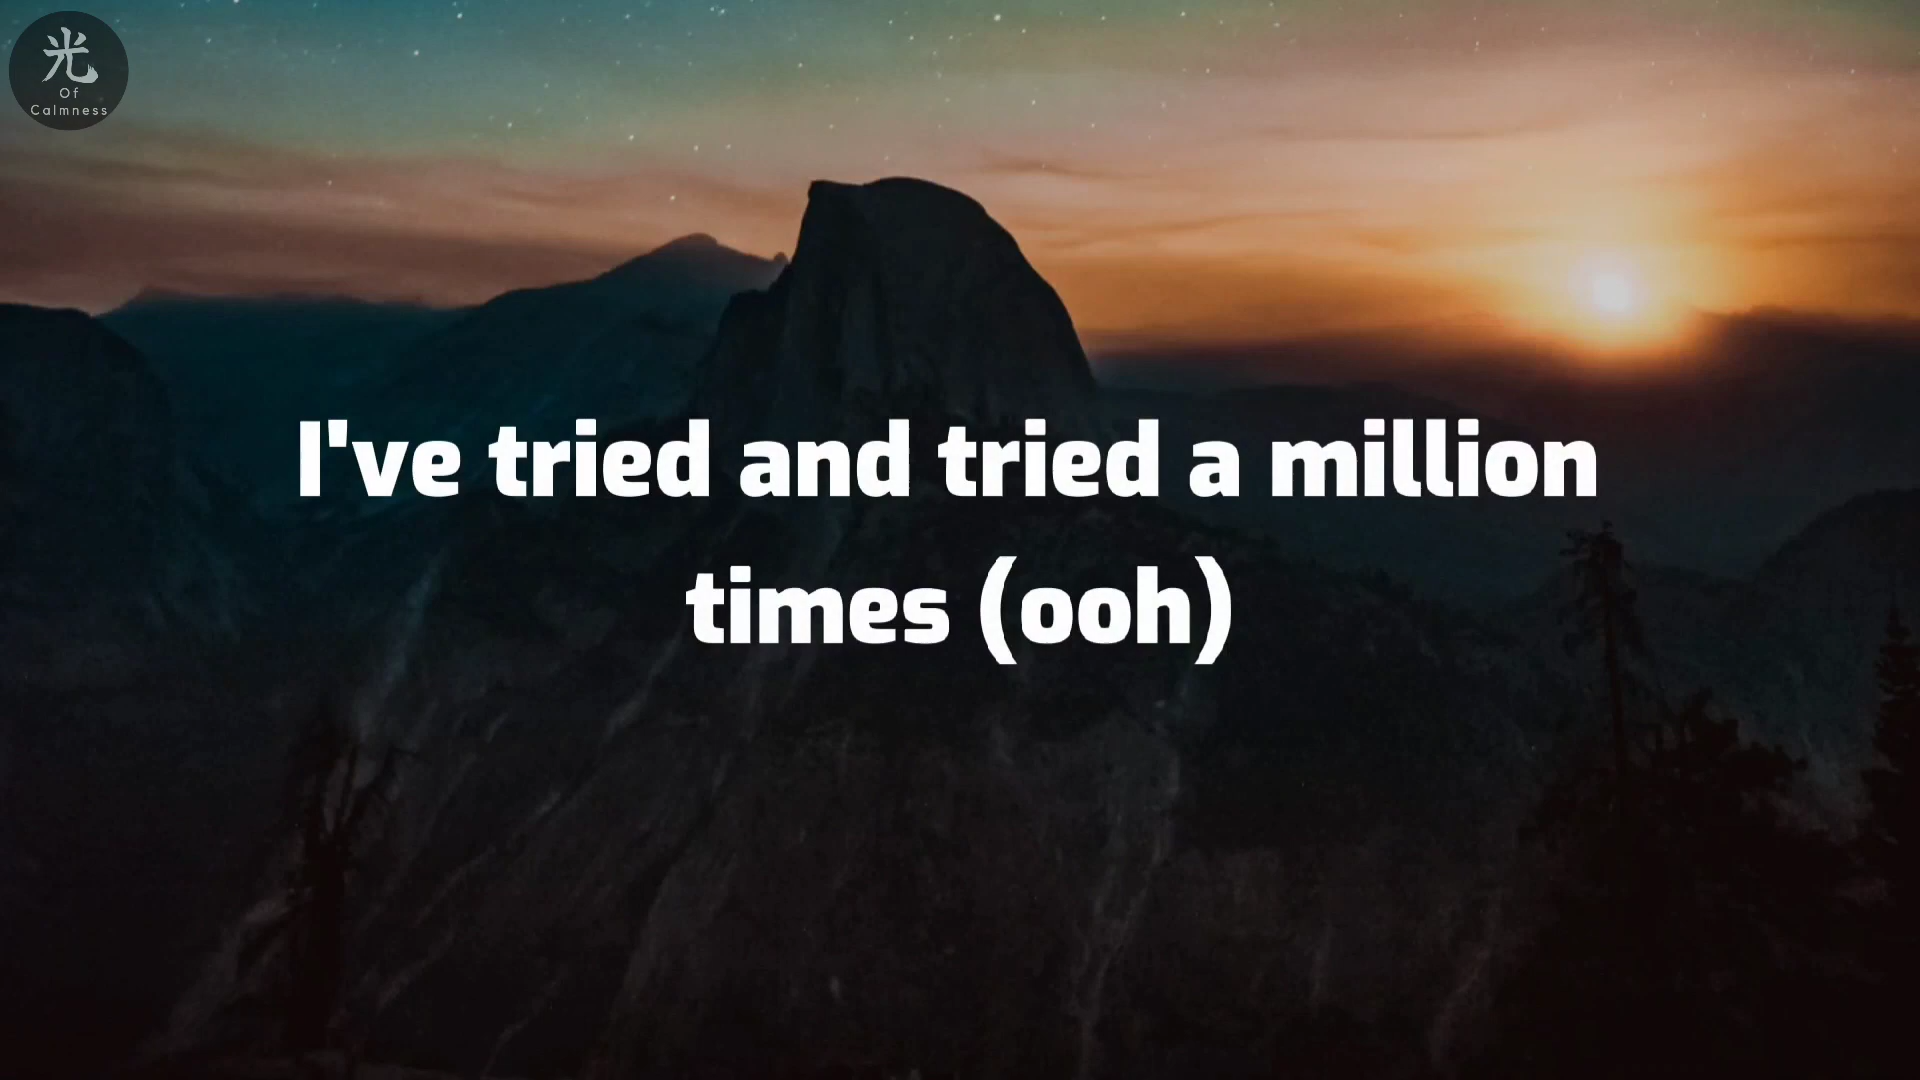 光
Of
Calmness
I've tried and tried a million
times (ooh)